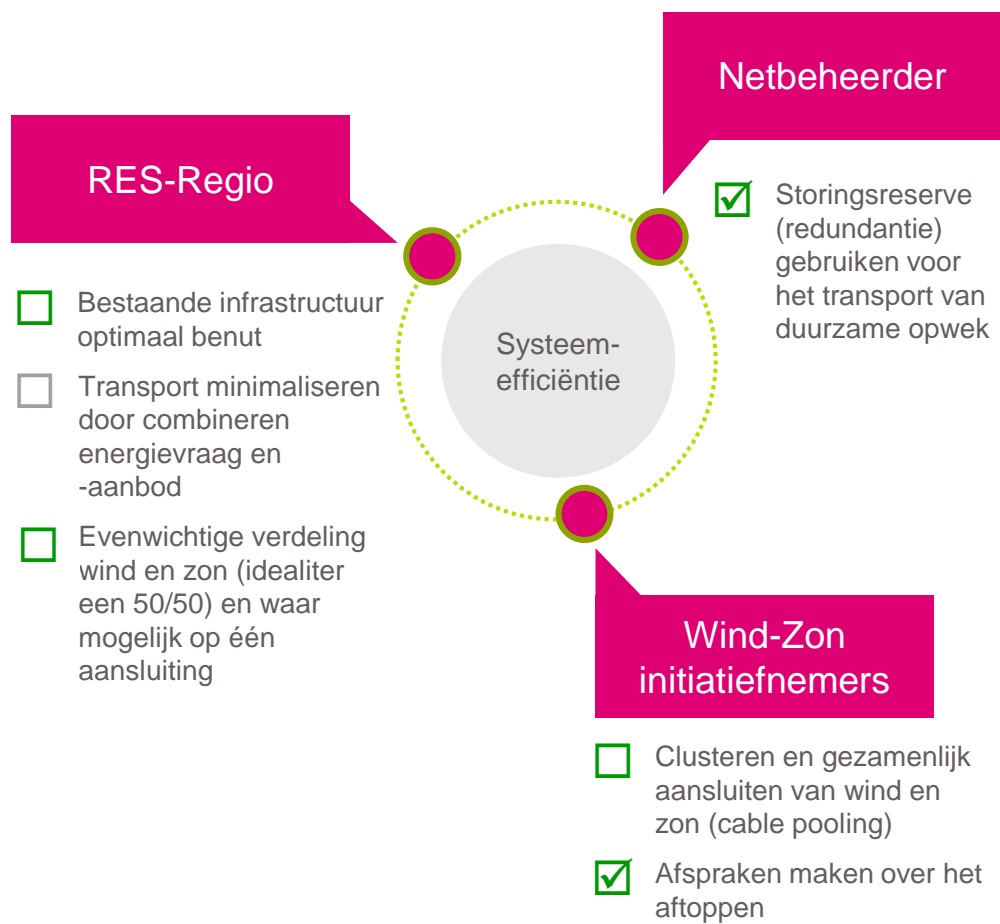 Netbeheerder
Storingsreserve
(redundantie)
gebruiken voor
het transport van
duurzame opwek
RES-Regio
Bestaande infrastructuur
optimaal benut
Transport minimaliseren
door combineren
energievraag en
-aanbod
Evenwichtige verdeling
wind en zon (idealiter
een 50/50) en waar
mogelijk op één
aansluiting
Systeem-
efficiëntie
Wind-Zon
initiatiefnemers
Clusteren en gezamenlijk
aansluiten van wind en
zon (cable pooling)
Afspraken maken over het
aftoppen